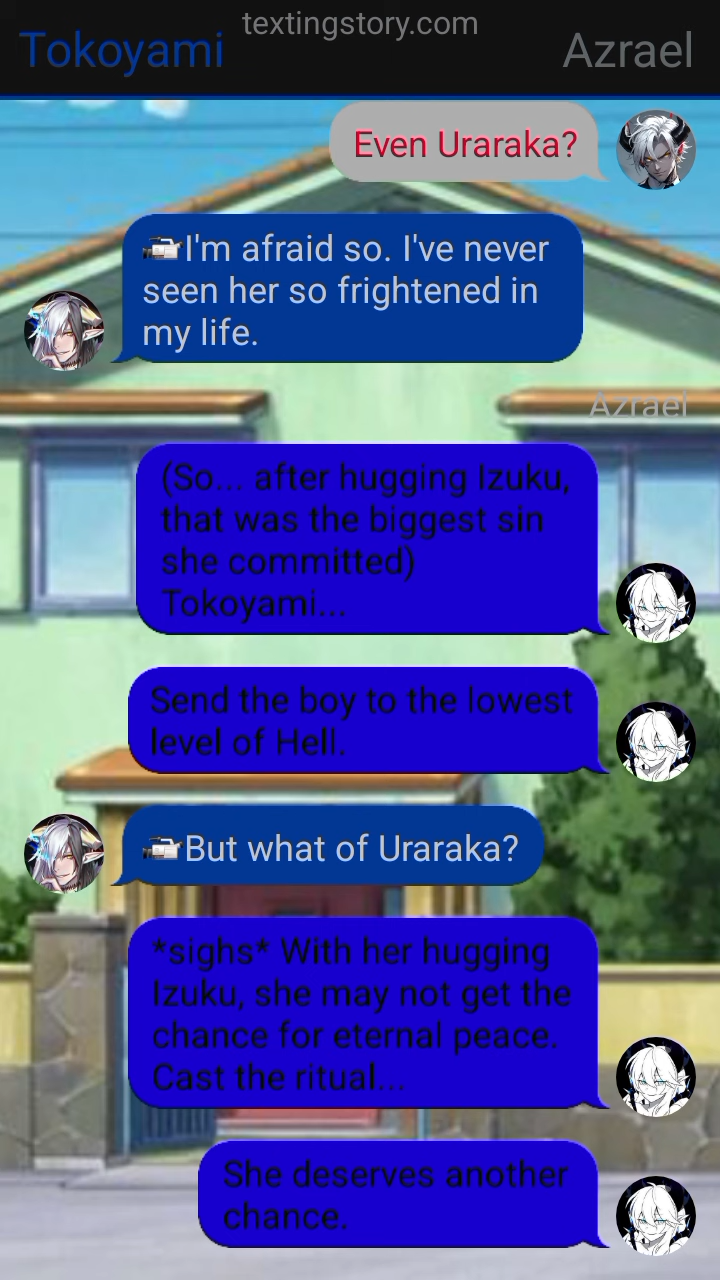 textingstory.com
Tokoyami
Azrael
Even Uraraka?
I'm afraid so. I've never
seen her so frightened in
my life.
Azrael
(So... after hugging Izuku,
that was the biggest sin
she committed)
Tokoyami...
Send the boy to the lowest
level of Hell.
But what of Uraraka?
*sighs* With her hugging
Izuku, she may not get the
chance for eternal peace.
Cast the ritual...
She deserves another
chance.